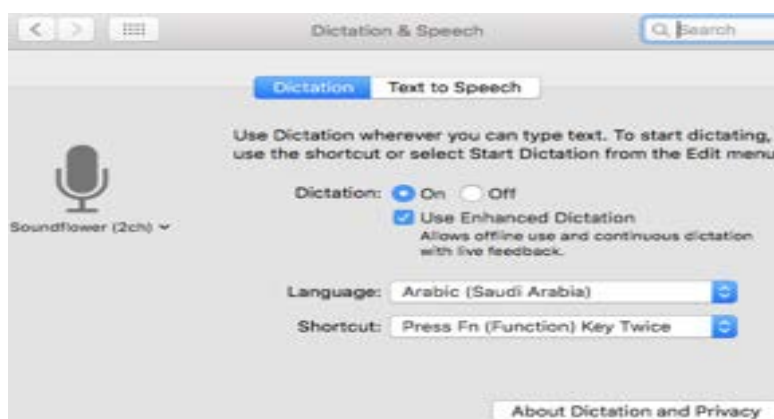 Dictation & Speech
Search
Dictation
Text to Speech
Use Dictation wherever you can type text. To start dictating,
use the shortcut or select Start Dictation from the Edit menu
Soundflower (2ch)
Dictation: On Off
Use Enhanced Dictation
Allows offline use and continuous dictation
with live feedback.
Language: Arabic (Saudi Arabia)
Shortcut: Press Fn (Function) Key Twice
About Dictation and Privacy